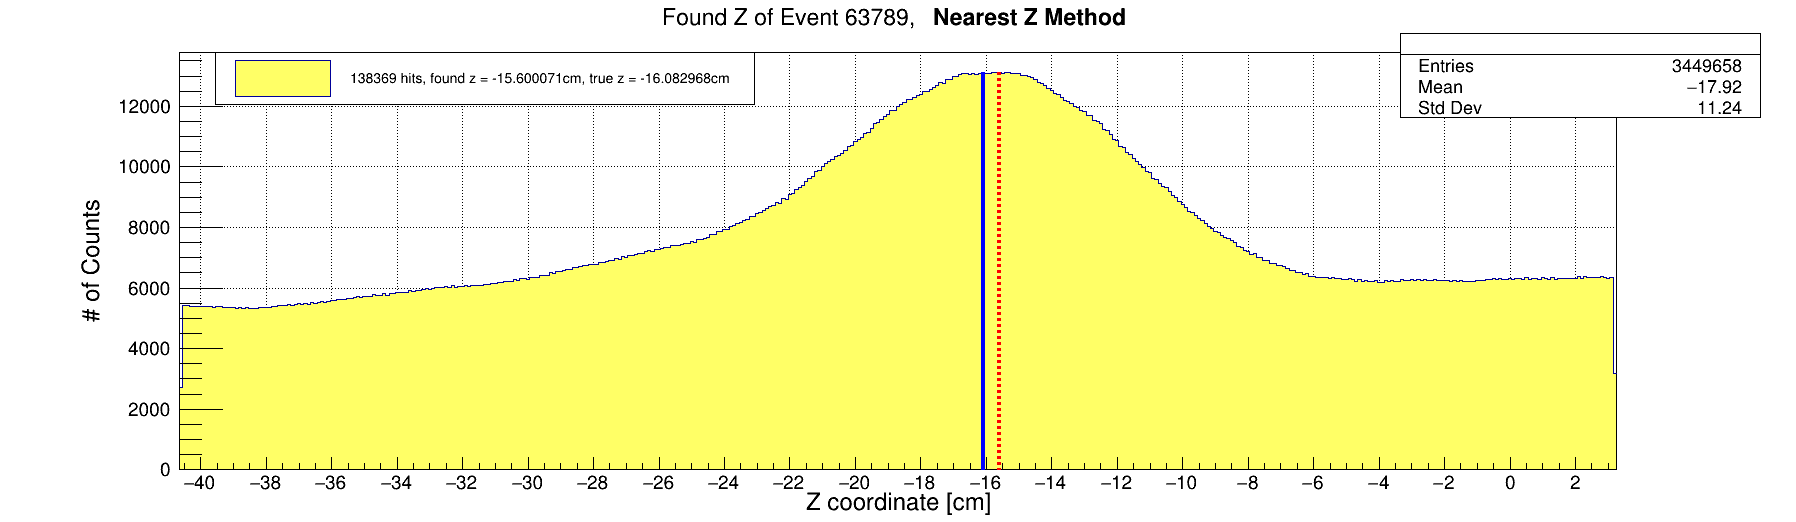 Found Z of Event 63789, Nearest Z Method
138369 hits, found z = -15.600071cm, true z = -16.082968cm
Entries 3449658
Mean −17.92
Std Dev 11.24
# of Counts
12000
10000
8000
6000
4000
2000
0
−40 −38 −36 −34 −32 −30 −28 −26 −24 −22 −20 −18 −16 −14 −12 −10 −8 −6 −4 −2 0 2
Z coordinate [cm]